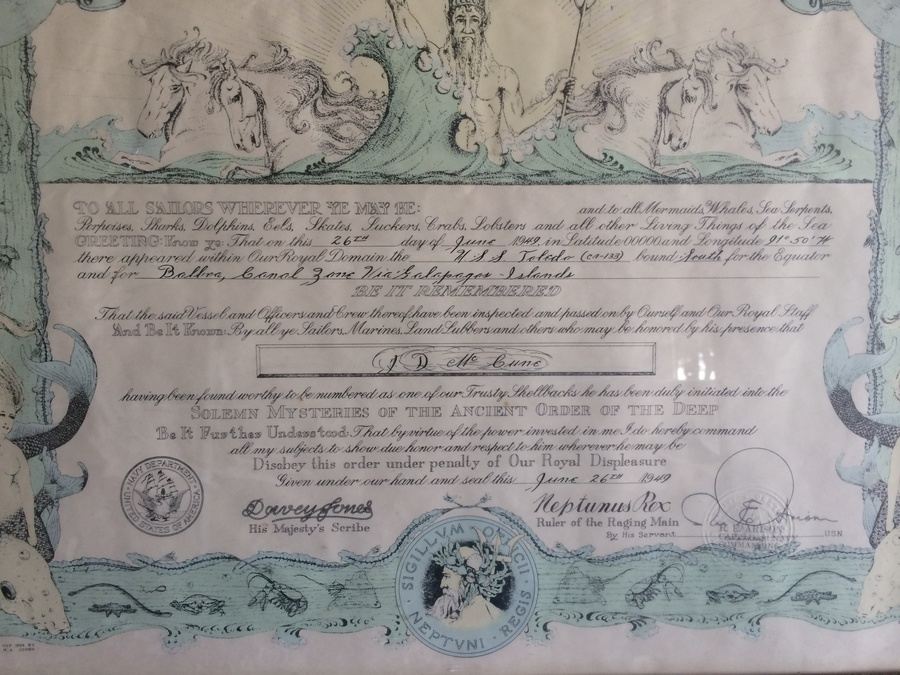 TO ALL SAILORS WHEREVER YE MAY BE: and to all Mermaids, Whales, Sea Serpents,
Porpoises, Sharks, Dolphins, Eels, Skates, Suckers, Crabs, Lobsters and all other Living Things of the Sea
GREETING: Know ye: That on this 26TH day of June 1949, in Latitude 00000 and Longitude 91°-50' W
there appeared within Our Royal Domain the U S S Toledo (CA-133) bound South for the Equator
and for Balboa, Canal Zone Via Galapagos Islands
BE IT REMEMBERED
That the said Vessel and Officers and Crew thereof have been inspected and passed on by Ourself and Our Royal Staff
And Be It Known: By all ye Sailors, Marines, Land Lubbers and others who may be honored by his presence that
J D McCune
having been found worthy to be numbered as one of our Trusty Shellbacks he has been duly initiated into the
SOLEMN MYSTERIES OF THE ANCIENT ORDER OF THE DEEP
Be It Further Understood: That by virtue of the power invested in me I do hereby command
all my subjects to show due honor and respect to him wherever he may be
Disobey this order under penalty of Our Royal Displeasure
Given under our hand and seal this June 26TH 1949
NAVY DEPARTMENT
UNITED STATES OF AMERICA
Davey Jones
His Majesty's Scribe
Neptunus Rex
Ruler of the Raging Main
By His Servant USN
SIGILLVM MAGII
NEPTVNI REGIS